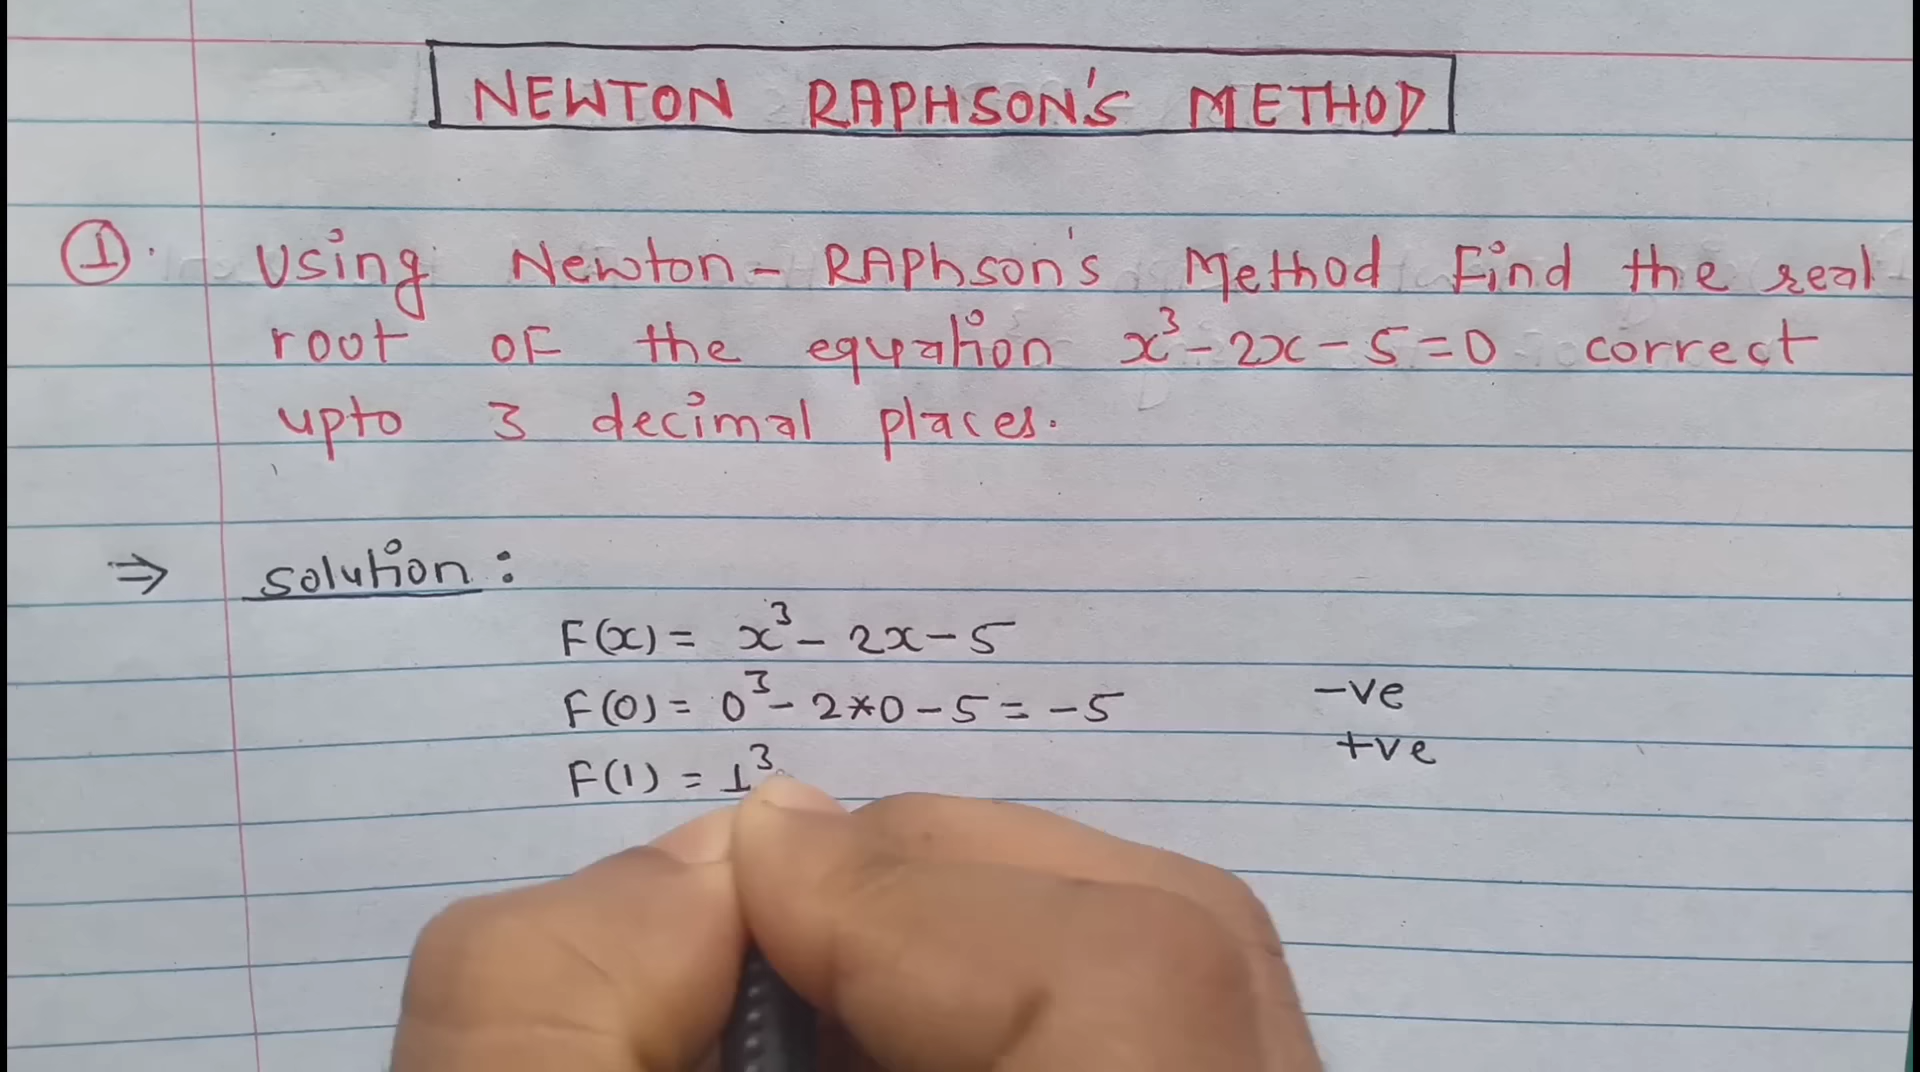 NEWTON RAPHSON'S METHOD
①. Using Newton-RAPhson's Method Find the real
root OF the equation x³-2x-5=0 correct
upto 3 decimal places.
⇒ solution:
F(x) = x³- 2x-5
F(0) = 0³- 2*0-5 = -5 -ve
+ve
F(1) = 1³